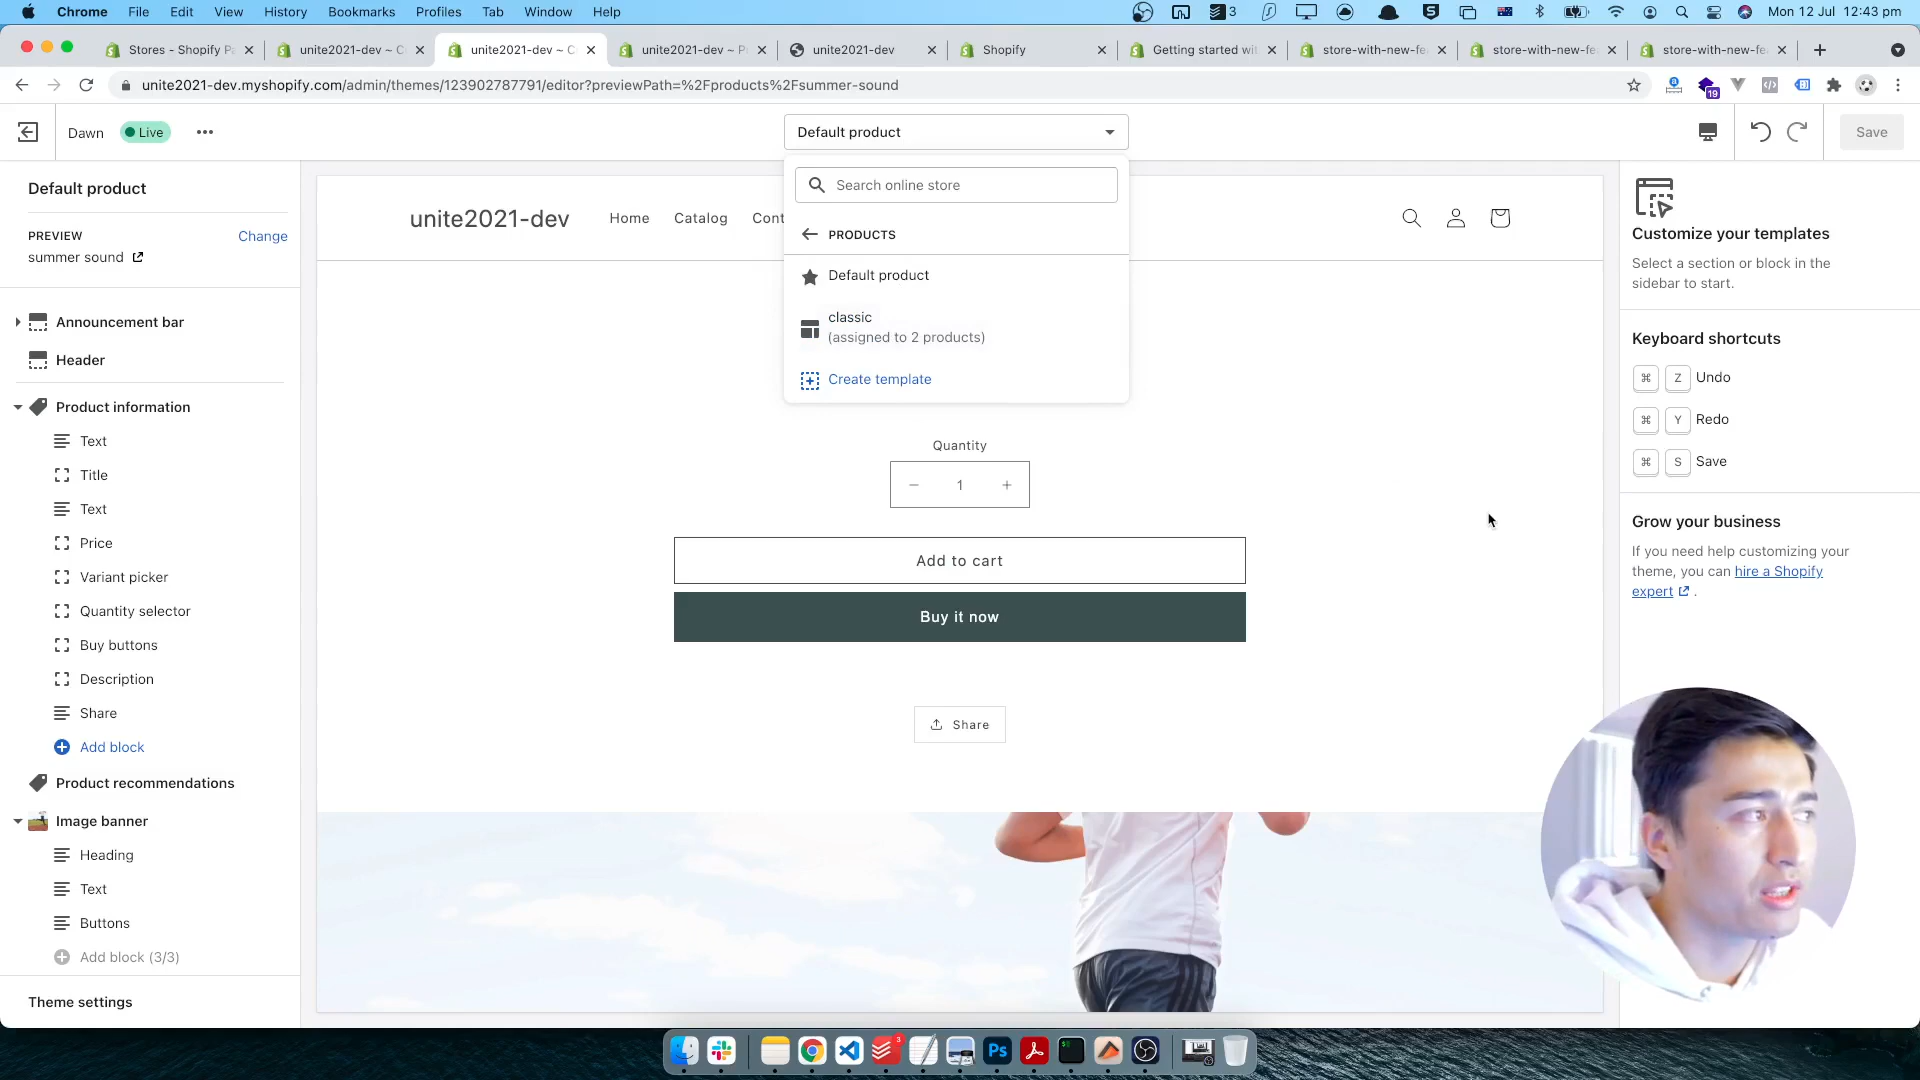 Chrome File Edit View History Bookmarks Profiles Tab Window Help 3 Mon 12 Jul 12:43 pm
Stores - Shopify Pa unite2021-dev ~ C unite2021-dev ~ C unite2021-dev ~ P unite2021-dev Shopify Getting started wit store-with-new-fe store-with-new-fe store-with-new-fe
unite2021-dev.myshopify.com/admin/themes/123902787791/editor?previewPath=%2Fproducts%2Fsummer-sound
19
Dawn Live Default product Save
Default product
PREVIEW Change
summer sound
Announcement bar
Header
Product information
Text
Title
Text
Price
Variant picker
Quantity selector
Buy buttons
Description
Share
Add block
Product recommendations
Image banner
Heading
Text
Buttons
Add block (3/3)
Theme settings
Search online store
PRODUCTS
Default product
classic
(assigned to 2 products)
Create template
unite2021-dev Home Catalog Cont
Quantity
− 1 +
Add to cart
Buy it now
Share
Customize your templates
Select a section or block in the
sidebar to start.
Keyboard shortcuts
⌘ Z Undo
⌘ Y Redo
⌘ S Save
Grow your business
If you need help customizing your
theme, you can hire a Shopify
expert .
3
Ps